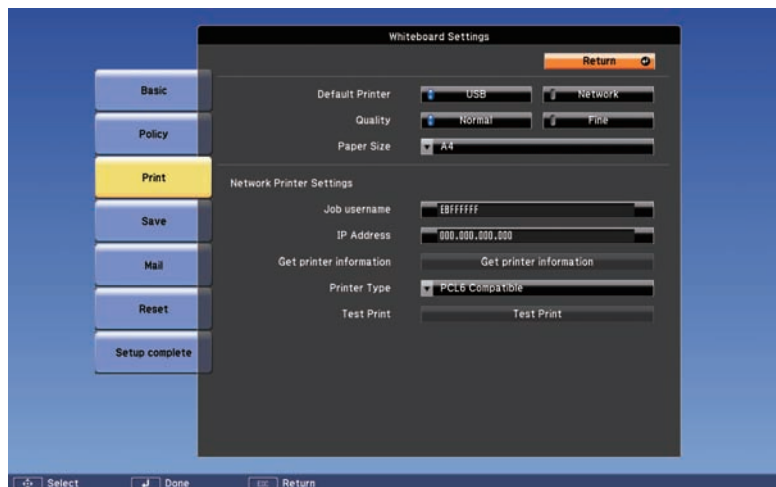 Whiteboard Settings
Return
Basic
Policy
Print
Save
Mail
Reset
Setup complete
Default Printer USB Network
Quality Normal Fine
Paper Size A4
Network Printer Settings
Job username EBFFFFFF
IP Address 000.000.000.000
Get printer information Get printer information
Printer Type PCL6 Compatible
Test Print Test Print
Select Done Esc Return